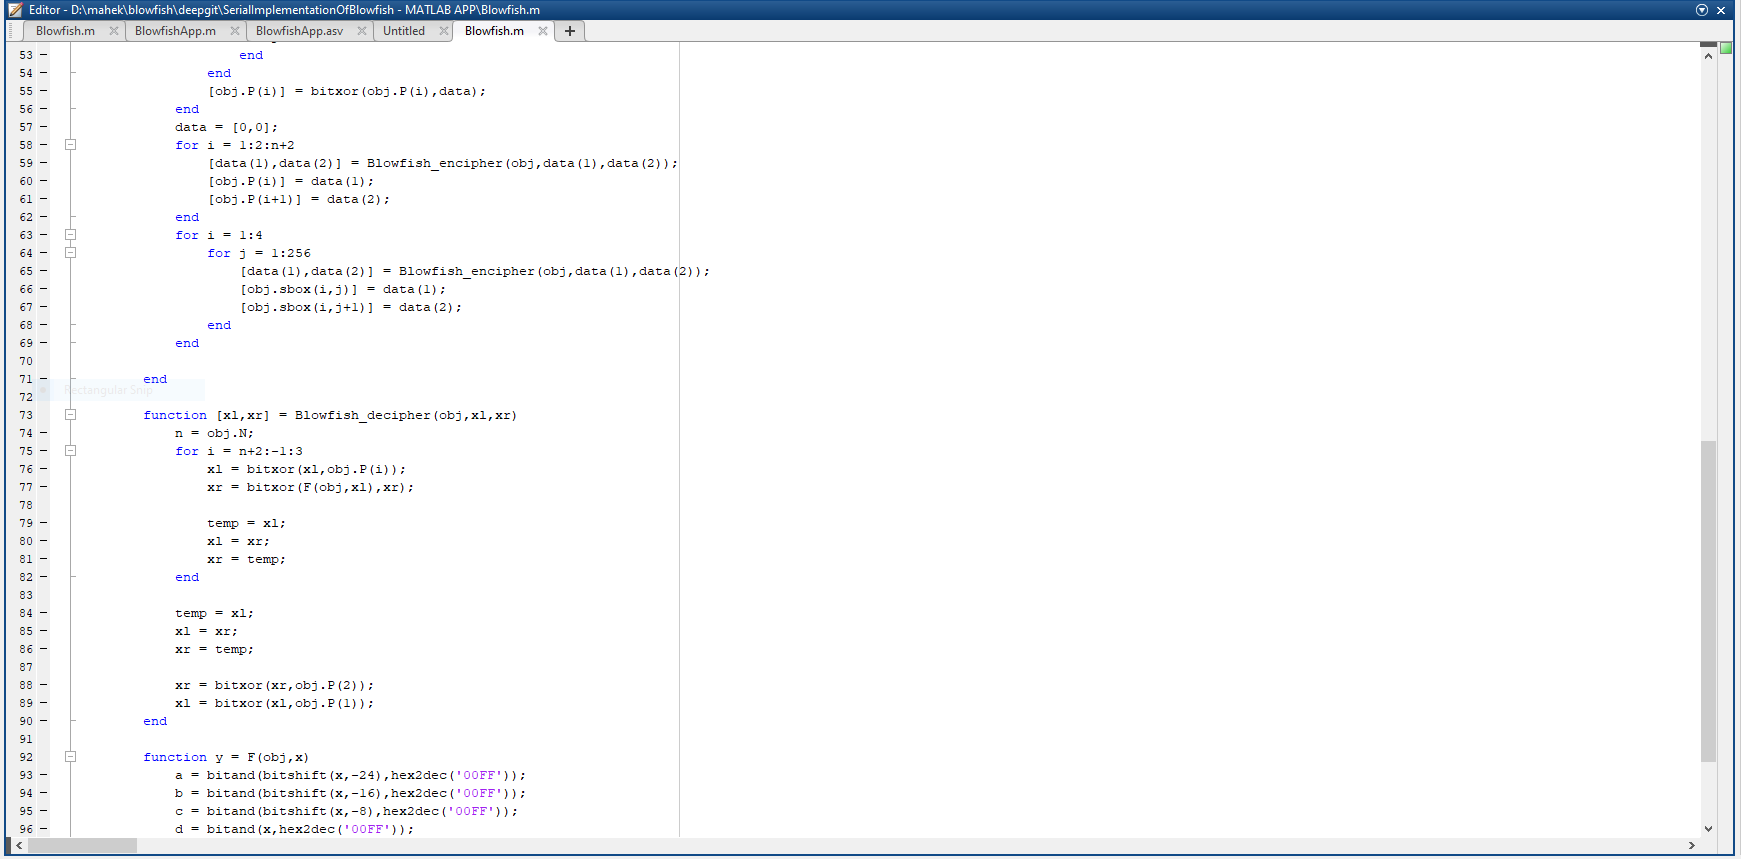 Editor - D:\mahek\blowfish\deepgit\SerialImplementationOfBlowfish - MATLAB APP\Blowfish.m
Blowfish.m BlowfishApp.m BlowfishApp.asv Untitled Blowfish.m
53 end
54 end
55 [obj.P(i)] = bitxor(obj.P(i),data);
56 end
57 data = [0,0];
58 for i = 1:2:n+2
59 [data(1),data(2)] = Blowfish_encipher(obj,data(1),data(2));
60 [obj.P(i)] = data(1);
61 [obj.P(i+1)] = data(2);
62 end
63 for i = 1:4
64 for j = 1:256
65 [data(1),data(2)] = Blowfish_encipher(obj,data(1),data(2));
66 [obj.sbox(i,j)] = data(1);
67 [obj.sbox(i,j+1)] = data(2);
68 end
69 end
70
71 end
Rectangular Snip
72
73 function [xl,xr] = Blowfish_decipher(obj,xl,xr)
74 n = obj.N;
75 for i = n+2:-1:3
76 xl = bitxor(xl,obj.P(i));
77 xr = bitxor(F(obj,xl),xr);
78
79 temp = xl;
80 xl = xr;
81 xr = temp;
82 end
83
84 temp = xl;
85 xl = xr;
86 xr = temp;
87
88 xr = bitxor(xr,obj.P(2));
89 xl = bitxor(xl,obj.P(1));
90 end
91
92 function y = F(obj,x)
93 a = bitand(bitshift(x,-24),hex2dec('00FF'));
94 b = bitand(bitshift(x,-16),hex2dec('00FF'));
95 c = bitand(bitshift(x,-8),hex2dec('00FF'));
96 d = bitand(x,hex2dec('00FF'));